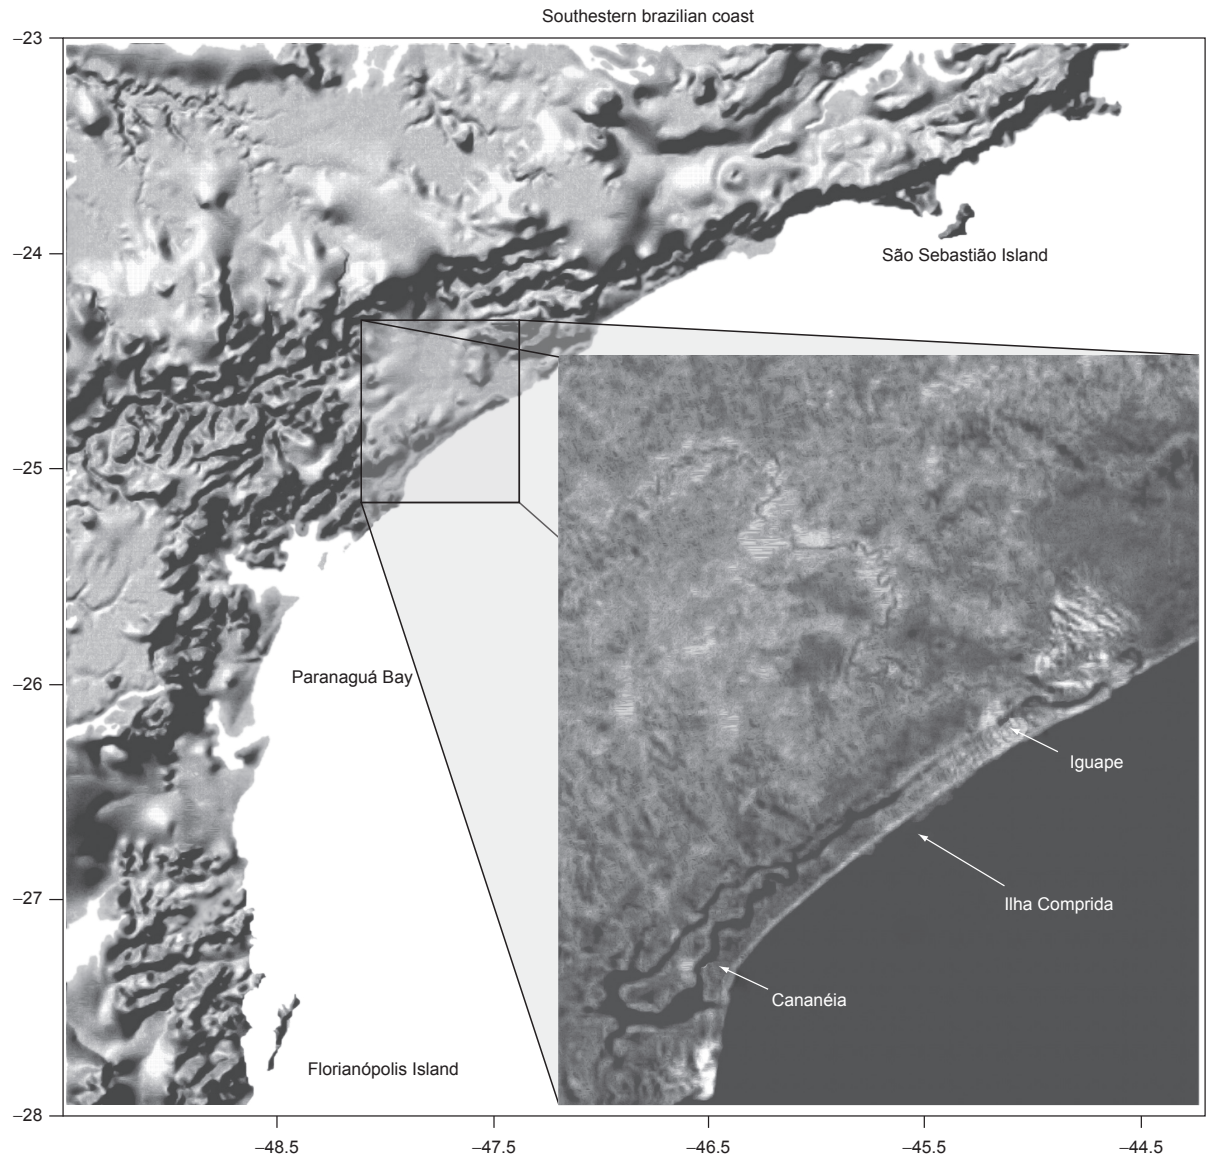 Southestern brazilian coast
–23
–24
–25
–26
–27
–28
São Sebastião Island
Paranaguá Bay
Iguape
Ilha Comprida
Cananéia
Florianópolis Island
–48.5
–47.5
–46.5
–45.5
–44.5